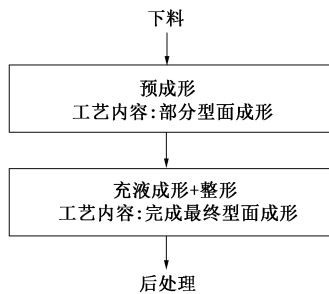 下料
预成形
工艺内容:部分型面成形
充液成形+整形
工艺内容:完成最终型面成形
后处理